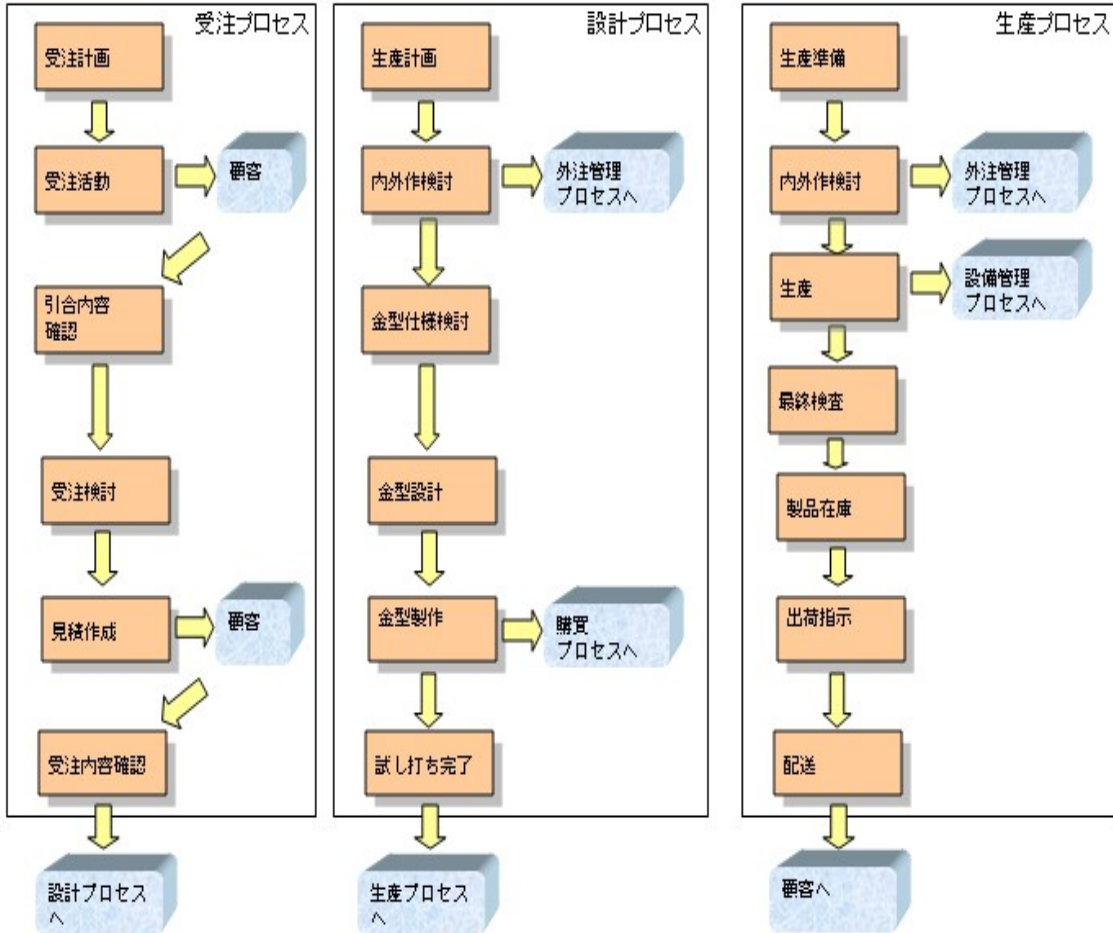 受注プロセス
受注計画
受注活動
顧客
引合内容
確認
受注検討
見積作成
顧客
受注内容確認
設計プロセス
へ
設計プロセス
生産計画
内外作検討
外注管理
プロセスへ
金型仕様検討
金型設計
金型製作
購買
プロセスへ
試し打ち完了
生産プロセス
へ
生産プロセス
生産準備
内外作検討
外注管理
プロセスへ
生産
設備管理
プロセスへ
最終検査
製品在庫
出荷指示
配送
顧客へ